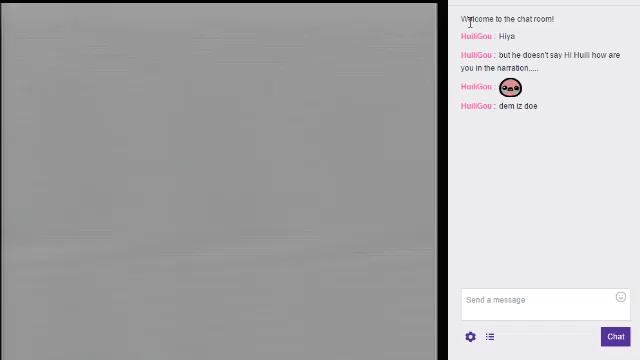 Welcome to the chat room!
HuiliGou : Hiya
HuiliGou : but he doesn't say Hi Huili how are
you in the narration.....
HuiliGou :
HuiliGou : dem iz doe
Send a message
Chat